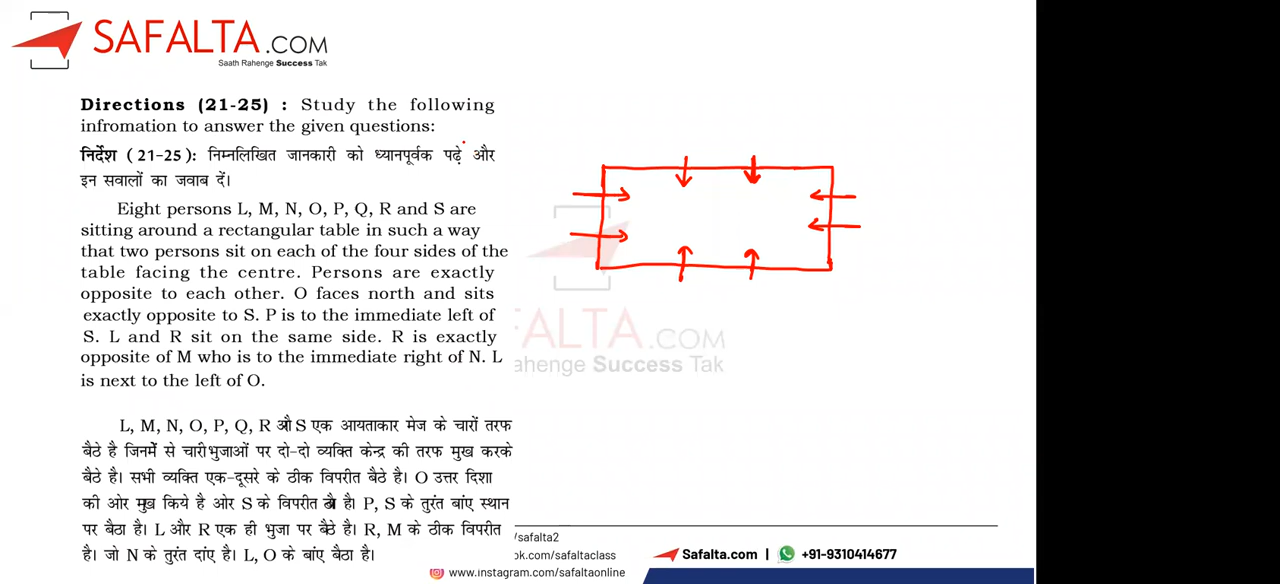 SAFALTA.COM
Saath Rahenge Success Tak
Directions (21-25) : Study the following
infromation to answer the given questions:
निर्देश (21-25): निम्नलिखित जानकारी को ध्यानपूर्वक पढ़े और
इन सवालों का जवाब दें।
Eight persons L, M, N, O, P, Q, R and S are
sitting around a rectangular table in such a way
that two persons sit on each of the four sides of the
table facing the centre. Persons are exactly
opposite to each other. O faces north and sits
exactly opposite to S. P is to the immediate left of
S. L and R sit on the same side. R is exactly
opposite of M who is to the immediate right of N. L
is next to the left of O.
L, M, N, O, P, Q, R और S एक आयताकार मेज के चारों तरफ
बैठे है जिनमें से चारों भुजाओं पर दो-दो व्यक्ति केन्द्र की तरफ मुख करके
बैठे है। सभी व्यक्ति एक-दूसरे के ठीक विपरीत बैठे है। O उत्तर दिशा
की ओर मुख किये है ओर S के विपरीत बैठा है। P, S के तुरंत बांए स्थान
पर बैठा है। L और R एक ही भुजा पर बैठे है। R, M के ठीक विपरीत
है। जो N के तुरंत दांए है। L, O के बांए बैठा है।
ALTA.COM
ahenge Success Tak
/safalta2
ok.com/safaltaclass
www.instagram.com/safaltaonline
Safalta.com | +91-9310414677